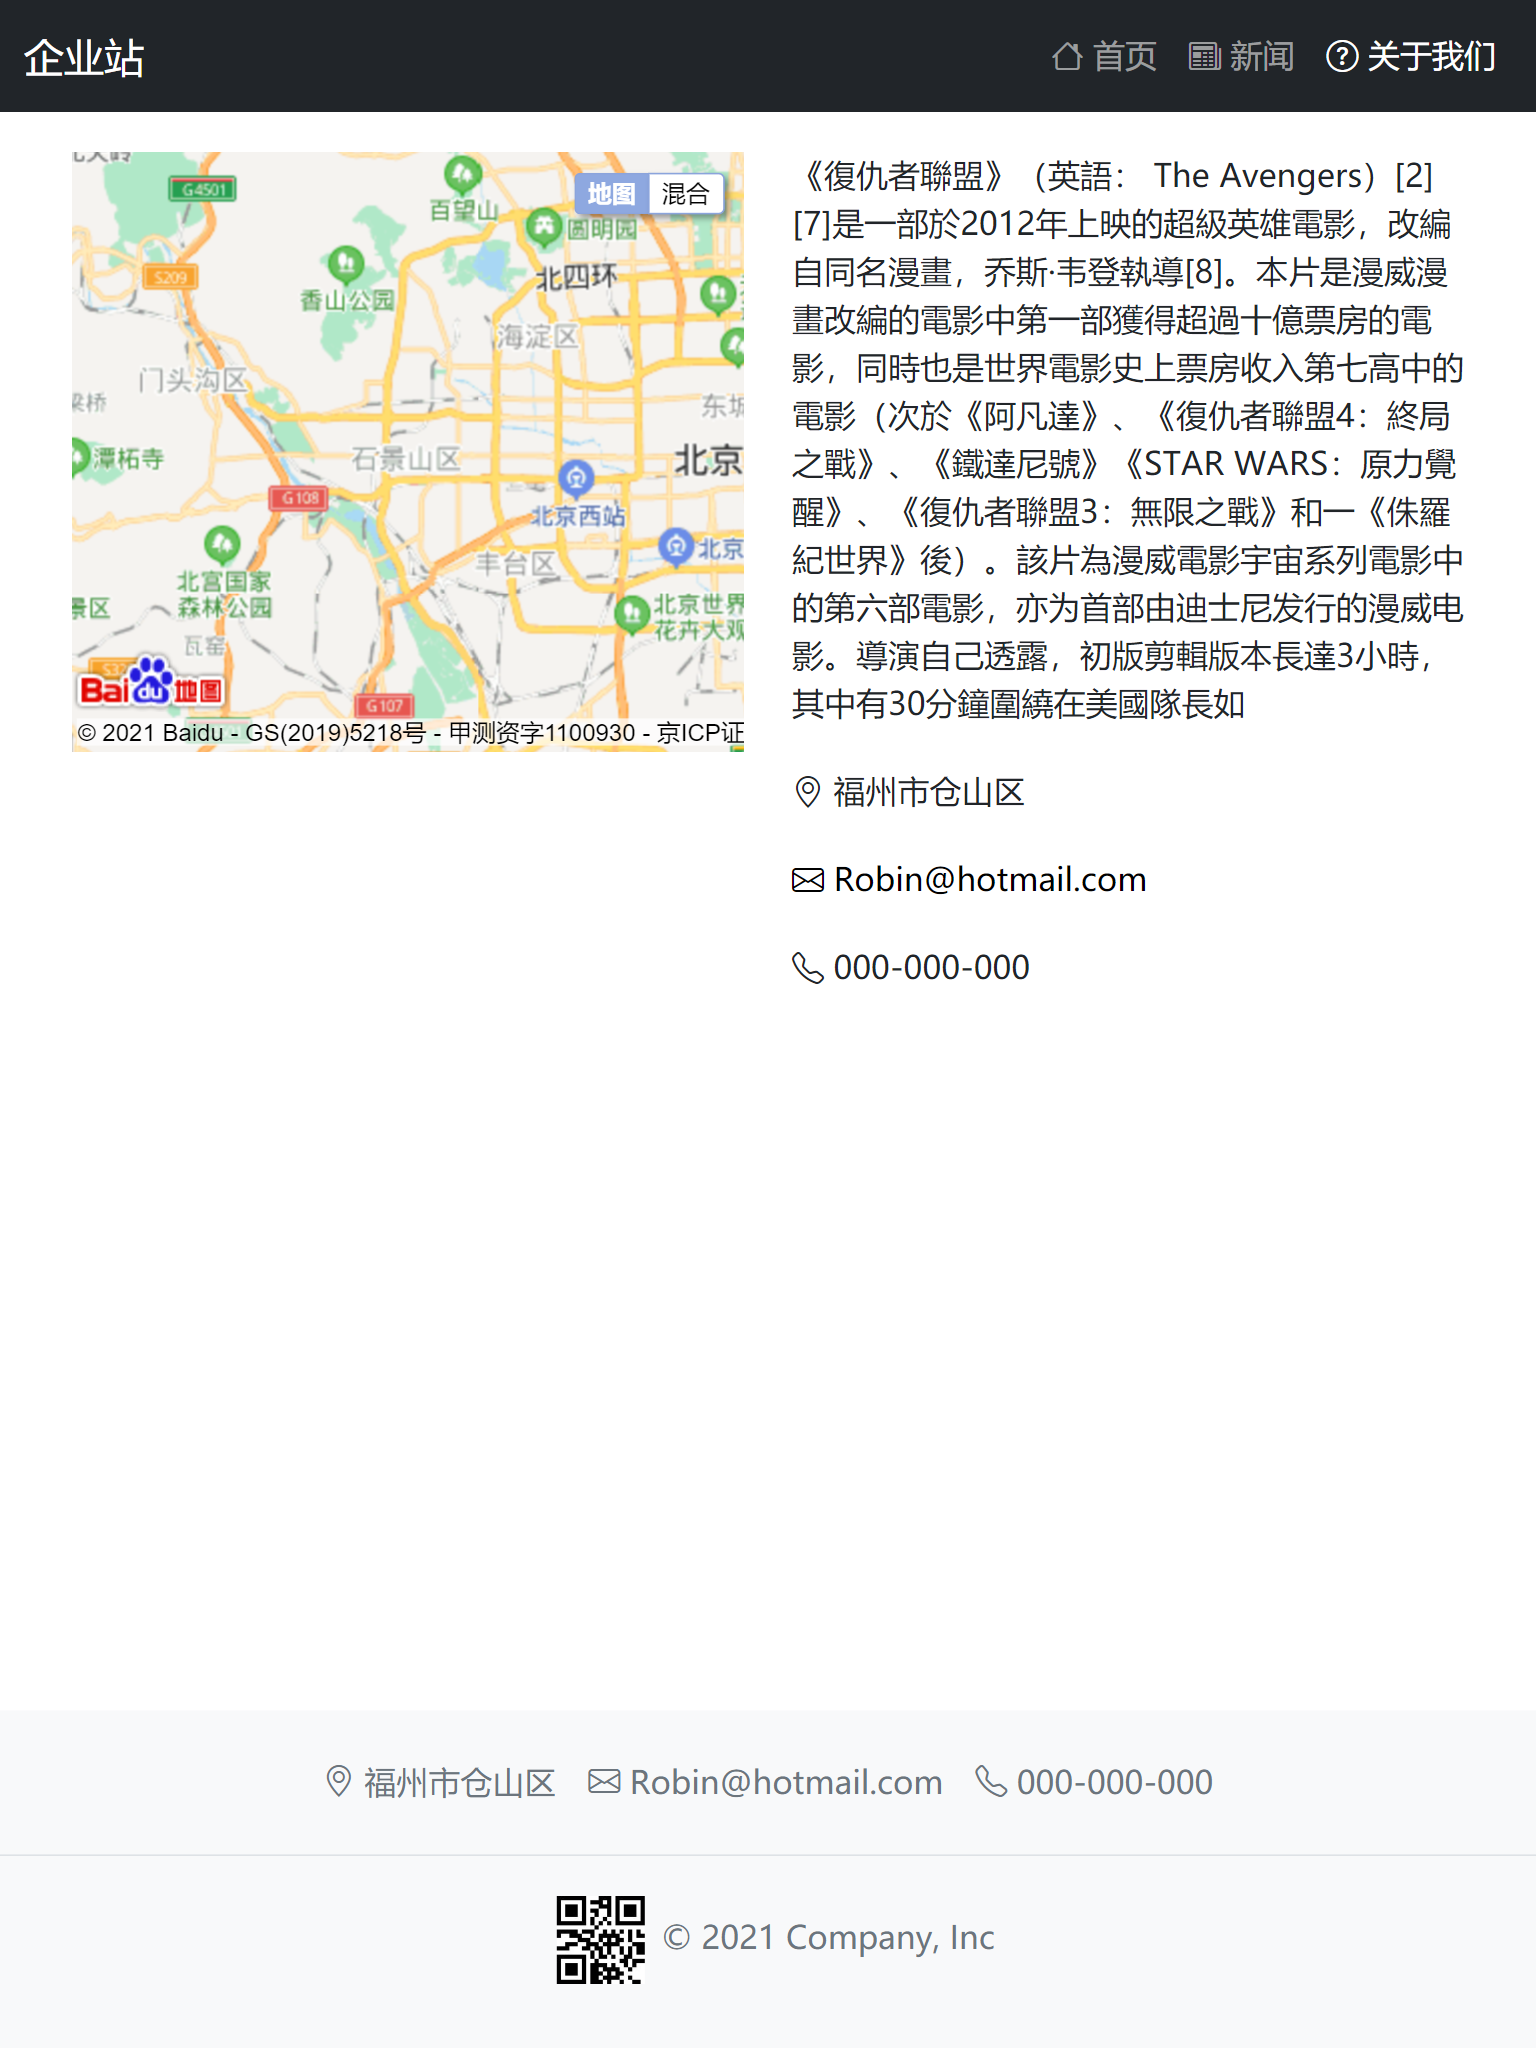 企业站
首页
新闻
关于我们
G4501
百望山
地图
混合
圆明园
S209
香山公园
北四环
海淀区
门头沟区
梁桥
东城
潭柘寺
石景山区
北京
G108
北京西站
丰台区
北京
北宫国家
森林公园
景区
北京世界
花卉大观
瓦窑
Bai du 地图
G107
© 2021 Baidu - GS(2019)5218号 - 甲测资字1100930 - 京ICP证
《復仇者聯盟》（英語： The Avengers）[2]
[7]是一部於2012年上映的超級英雄電影，改編
自同名漫畫，乔斯·韦登執導[8]。本片是漫威漫
畫改編的電影中第一部獲得超過十億票房的電
影，同時也是世界電影史上票房收入第七高中的
電影（次於《阿凡達》、《復仇者聯盟4：終局
之戰》、《鐵達尼號》《STAR WARS：原力覺
醒》、《復仇者聯盟3：無限之戰》和一《侏羅
紀世界》後）。該片為漫威電影宇宙系列電影中
的第六部電影，亦为首部由迪士尼发行的漫威电
影。導演自己透露，初版剪輯版本長達3小時，
其中有30分鐘圍繞在美國隊長如
福州市仓山区
Robin@hotmail.com
000-000-000
福州市仓山区 Robin@hotmail.com 000-000-000
© 2021 Company, Inc